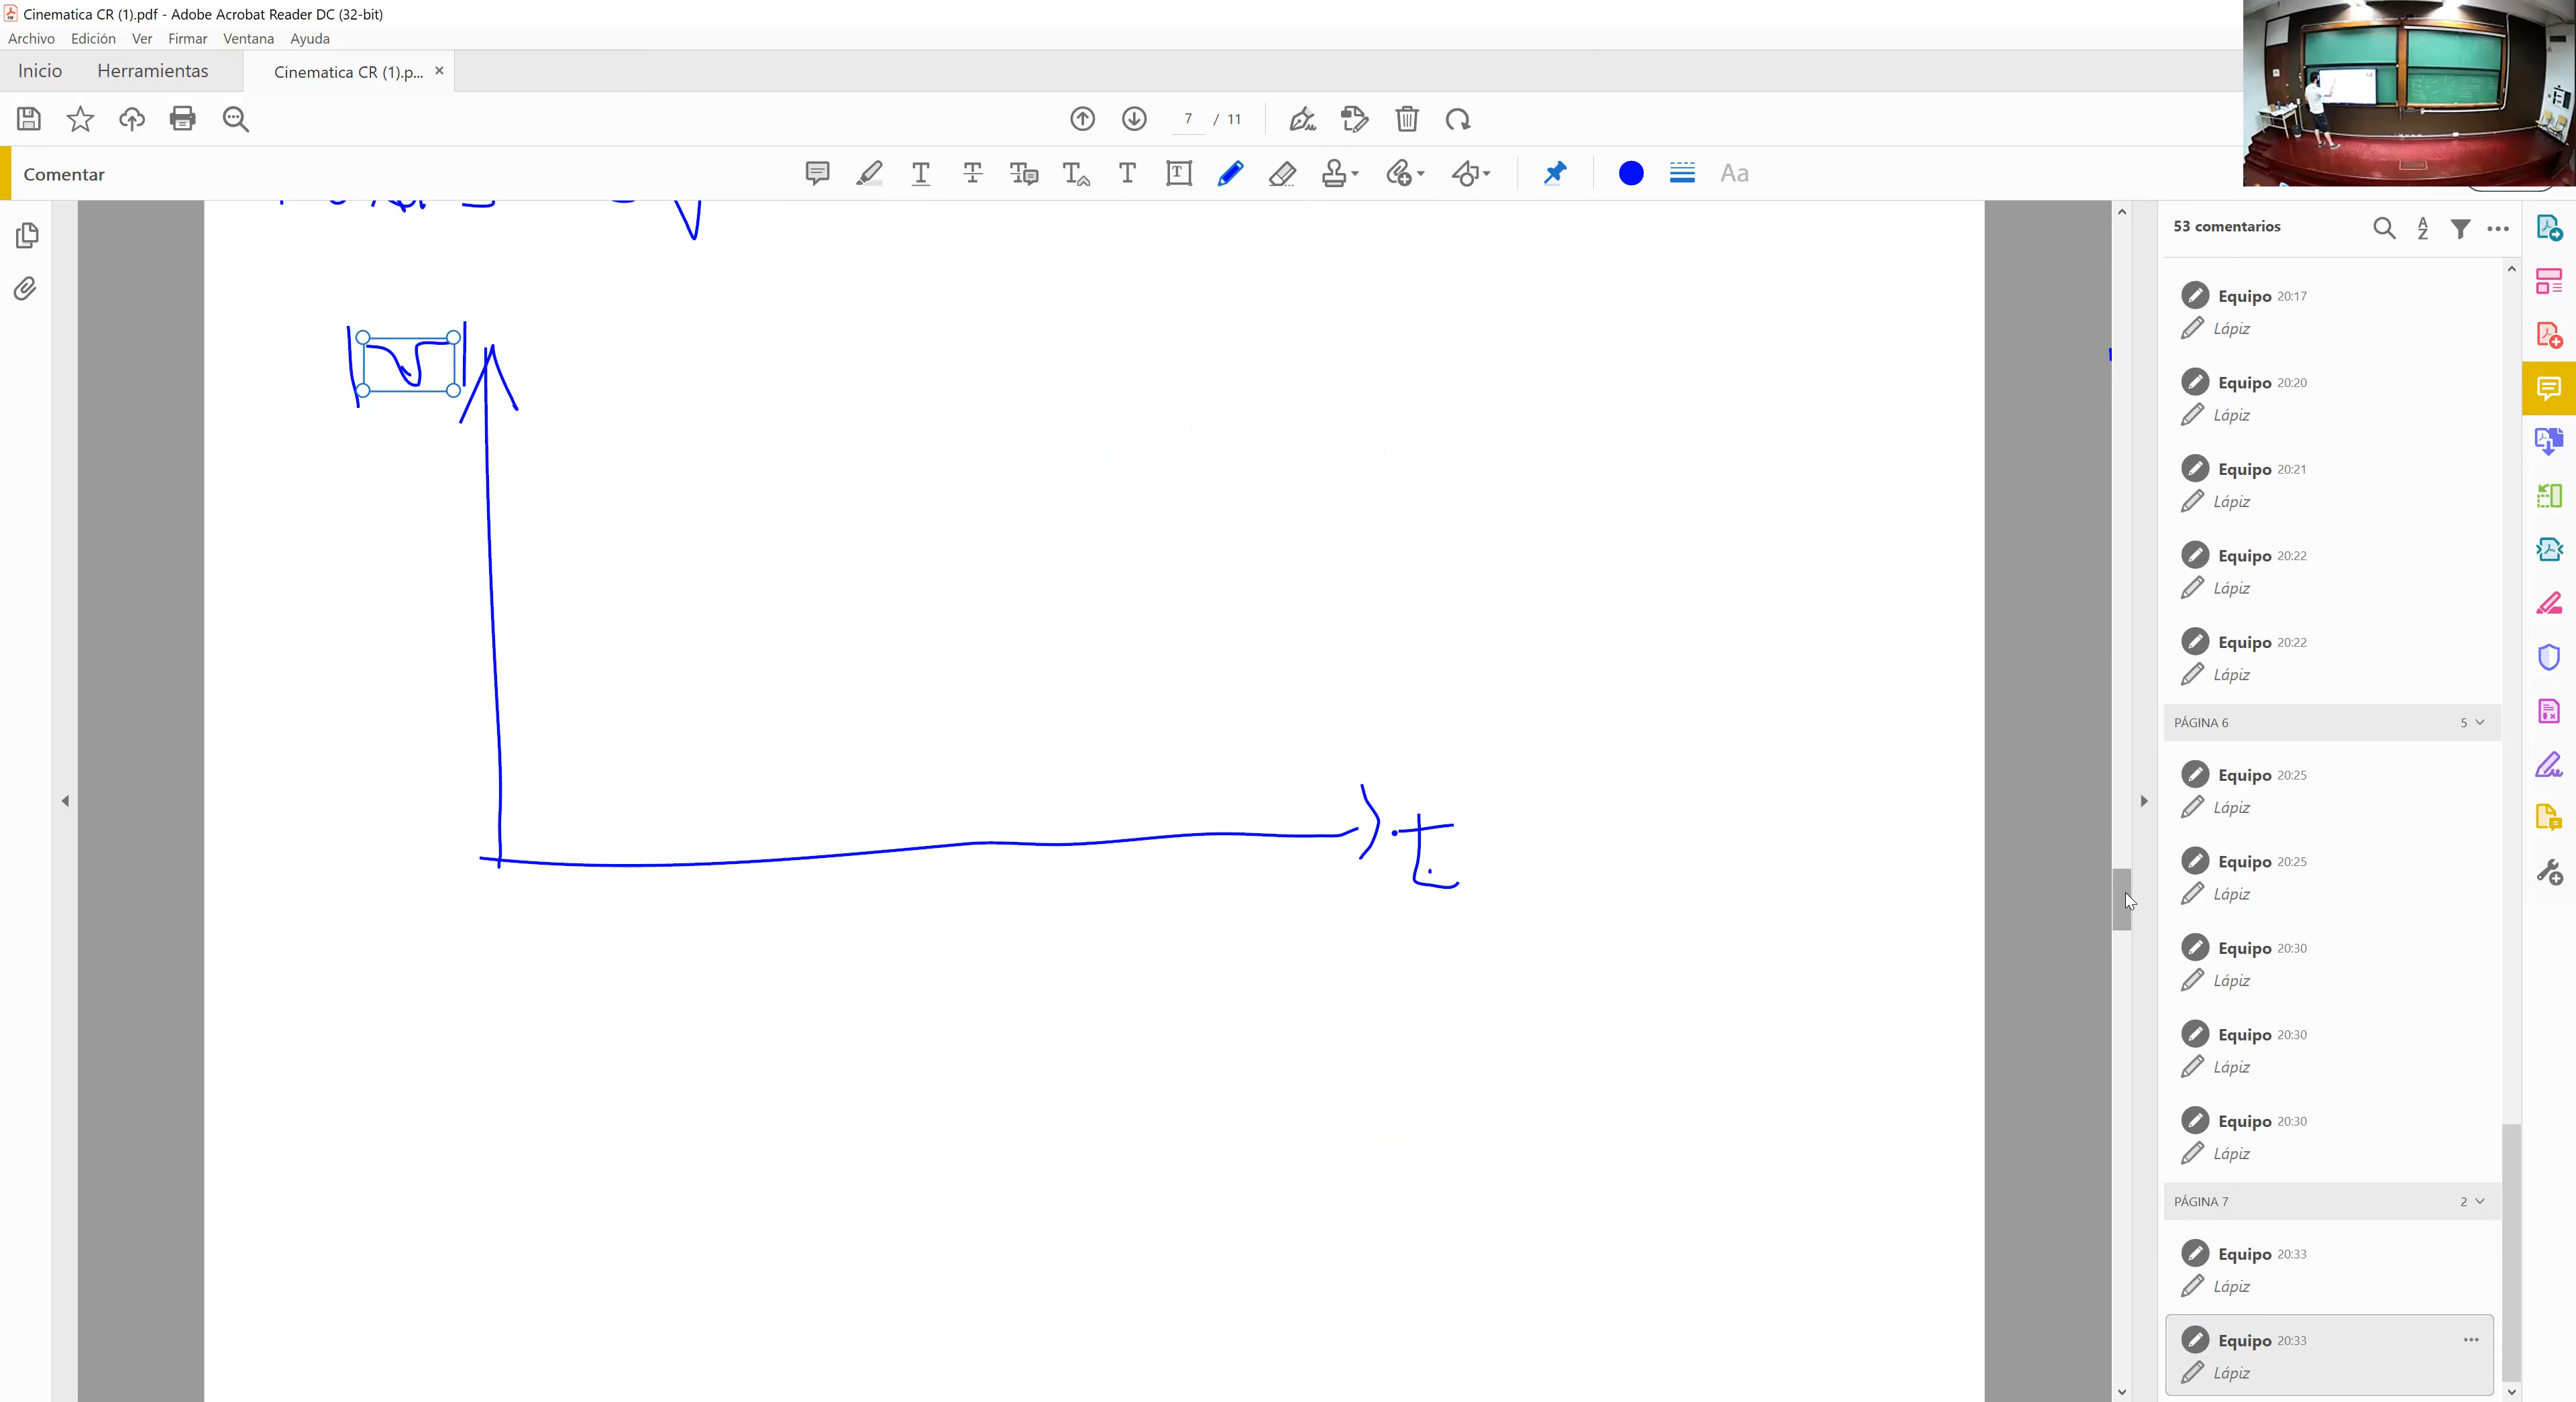 Cinematica CR (1).pdf - Adobe Acrobat Reader DC (32-bit)
Archivo Edición Ver Firmar Ventana Ayuda
Inicio Herramientas Cinematica CR (1).p... ×
7 / 11
Comentar
Aa
53 comentarios
Equipo 20:17
Lápiz
Equipo 20:20
Lápiz
Equipo 20:21
Lápiz
Equipo 20:22
Lápiz
Equipo 20:22
Lápiz
PÁGINA 6 5
Equipo 20:25
Lápiz
Equipo 20:25
Lápiz
Equipo 20:30
Lápiz
Equipo 20:30
Lápiz
Equipo 20:30
Lápiz
PÁGINA 7 2
Equipo 20:33
Lápiz
Equipo 20:33
Lápiz
|v|
t